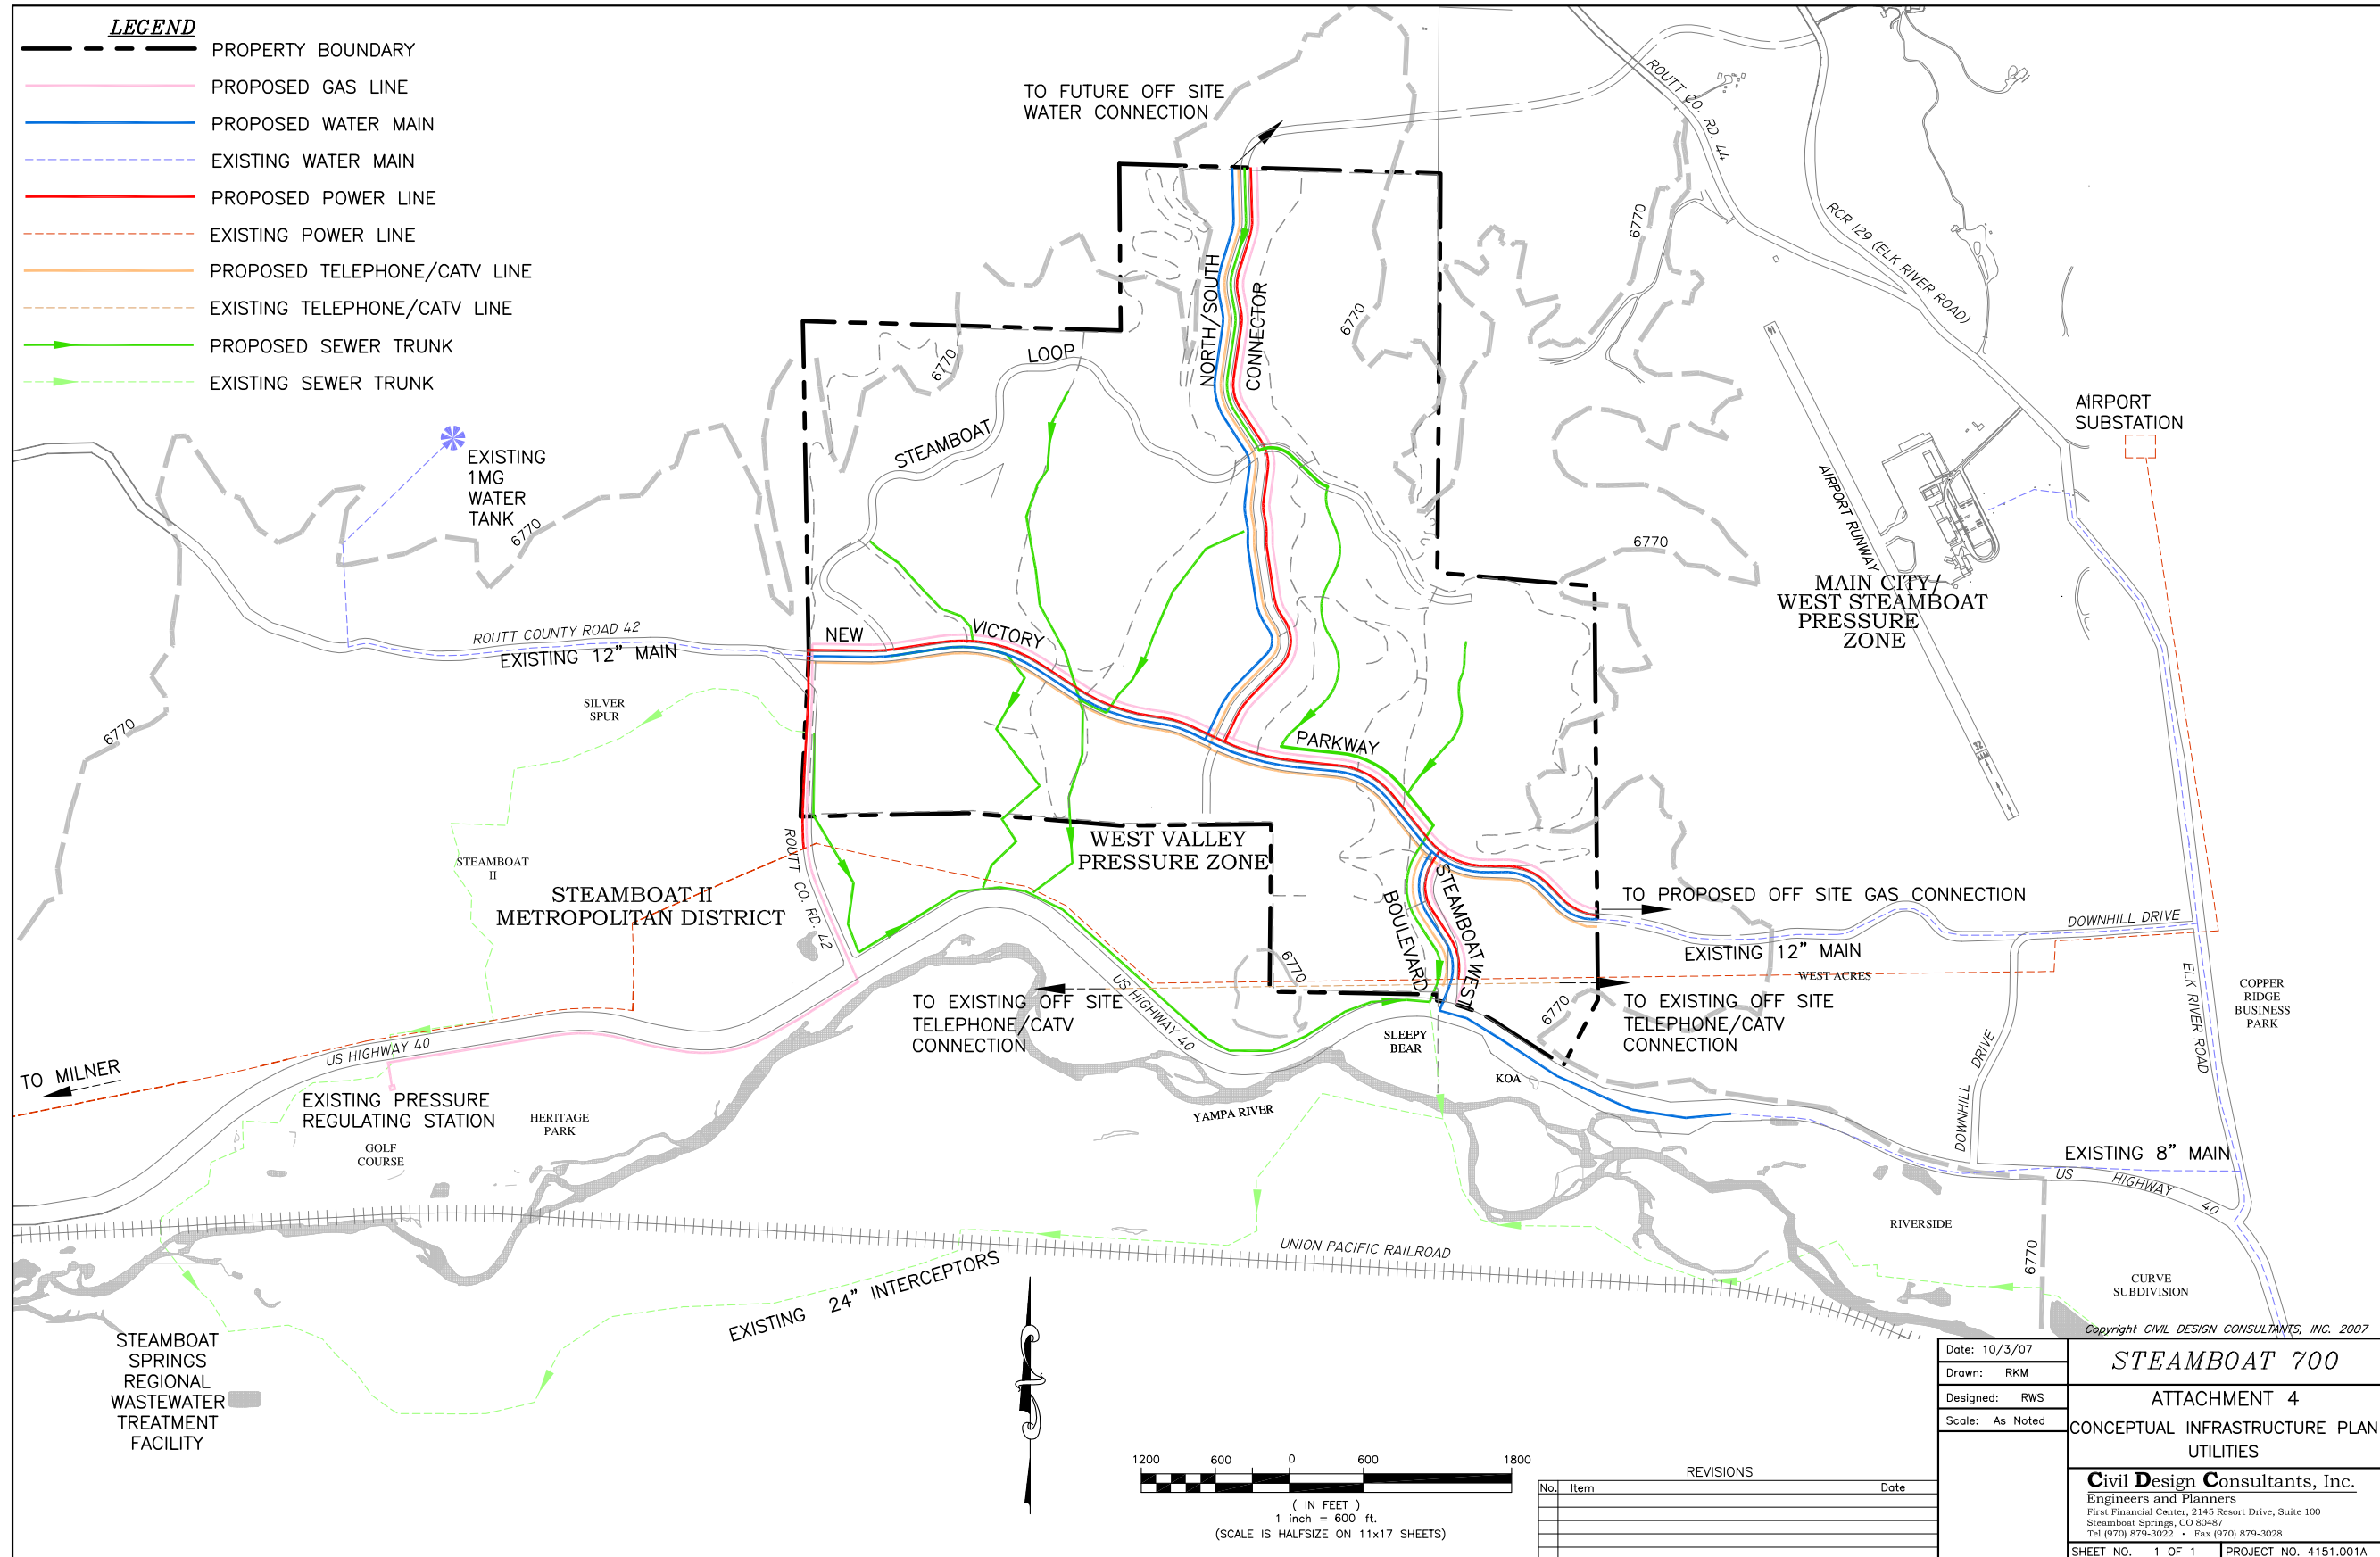 LEGEND
PROPERTY BOUNDARY
PROPOSED GAS LINE
PROPOSED WATER MAIN
EXISTING WATER MAIN
PROPOSED POWER LINE
EXISTING POWER LINE
PROPOSED TELEPHONE/CATV LINE
EXISTING TELEPHONE/CATV LINE
PROPOSED SEWER TRUNK
EXISTING SEWER TRUNK
TO FUTURE OFF SITE
WATER CONNECTION
ROUTT CO. RD. 44
RCR 129 (ELK RIVER ROAD)
6770
6770
6770
NORTH/SOUTH
CONNECTOR
LOOP
STEAMBOAT
EXISTING
1MG
WATER
TANK
6770
6770
AIRPORT
SUBSTATION
AIRPORT RUNWAY
MAIN CITY/
WEST STEAMBOAT
PRESSURE
ZONE
ROUTT COUNTY ROAD 42
EXISTING 12" MAIN
NEW
VICTORY
PARKWAY
SILVER
SPUR
6770
STEAMBOAT
II
STEAMBOAT II
METROPOLITAN DISTRICT
ROUTT CO. RD. 42
WEST VALLEY
PRESSURE ZONE
STEAMBOAT WEST
BOULEVARD
TO PROPOSED OFF SITE GAS CONNECTION
DOWNHILL DRIVE
EXISTING 12" MAIN
WEST ACRES
6770
6770
TO EXISTING OFF SITE
TELEPHONE/CATV
CONNECTION
US HIGHWAY 40
TO EXISTING OFF SITE
TELEPHONE/CATV
CONNECTION
ELK RIVER ROAD
COPPER
RIDGE
BUSINESS
PARK
SLEEPY
BEAR
KOA
DOWNHILL
DRIVE
US HIGHWAY 40
TO MILNER
EXISTING PRESSURE
REGULATING STATION
HERITAGE
PARK
GOLF
COURSE
YAMPA RIVER
EXISTING 8" MAIN
US
HIGHWAY
40
RIVERSIDE
6770
UNION PACIFIC RAILROAD
EXISTING 24" INTERCEPTORS
CURVE
SUBDIVISION
STEAMBOAT
SPRINGS
REGIONAL
WASTEWATER
TREATMENT
FACILITY
1200 600 0 600 1800
( IN FEET )
1 inch = 600 ft.
(SCALE IS HALFSIZE ON 11x17 SHEETS)
REVISIONS
No. Item Date
Copyright CIVIL DESIGN CONSULTANTS, INC. 2007
Date: 10/3/07
Drawn: RKM
Designed: RWS
Scale: As Noted
STEAMBOAT 700
ATTACHMENT 4
CONCEPTUAL INFRASTRUCTURE PLAN
UTILITIES
Civil Design Consultants, Inc.
Engineers and Planners
First Financial Center, 2145 Resort Drive, Suite 100
Steamboat Springs, CO 80487
Tel (970) 879-3022 • Fax (970) 879-3028
SHEET NO. 1 OF 1
PROJECT NO. 4151.001A